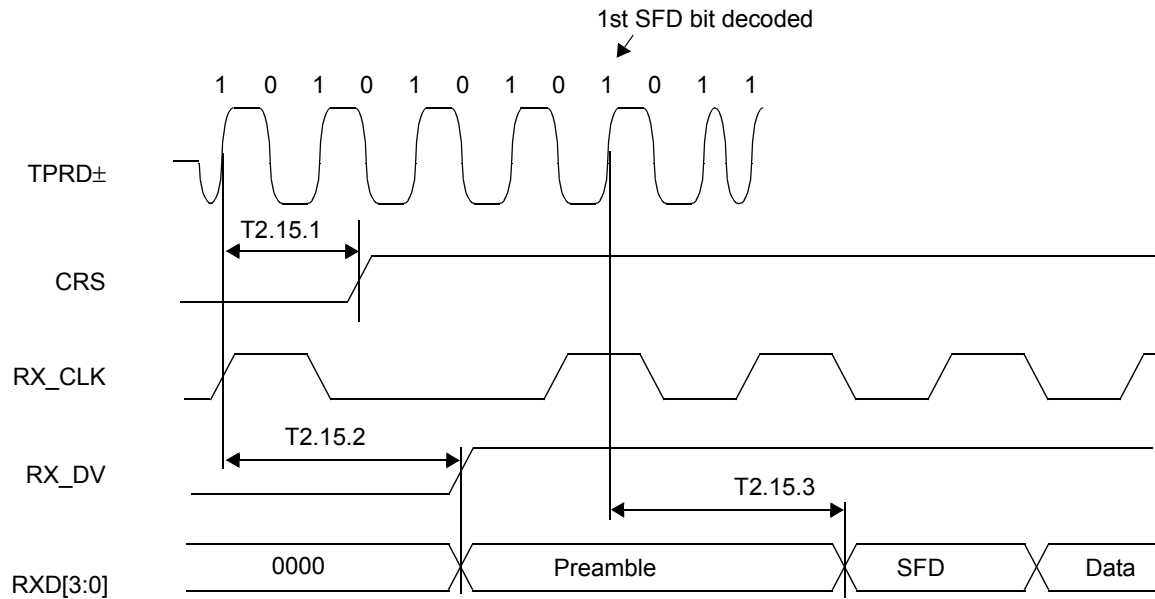 1st SFD bit decoded
1 0 1 0 1 0 1 0 1 0 1 1
TPRD±
T2.15.1
CRS
RX_CLK
T2.15.2
RX_DV
T2.15.3
0000 Preamble SFD Data
RXD[3:0]